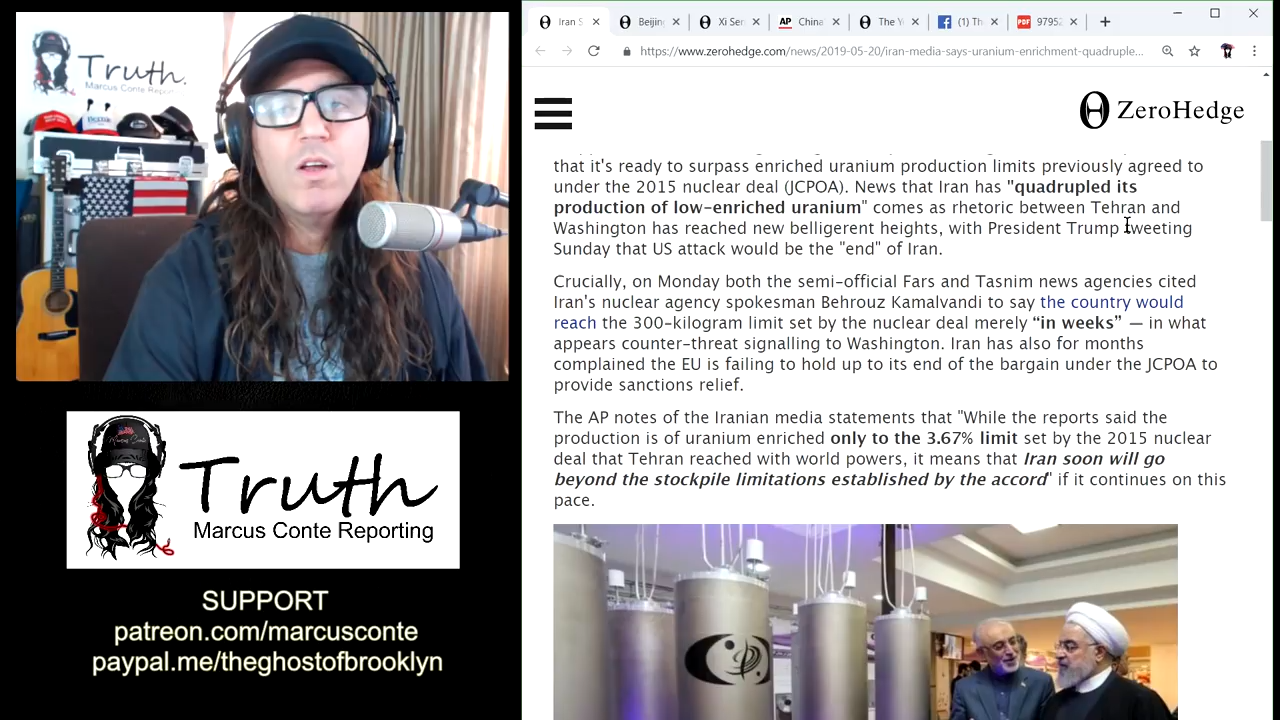 Truth.
Marcus Conte Reporting
Truth
Marcus Conte Reporting
SUPPORT
patreon.com/marcusconte
paypal.me/theghostofbrooklyn
Iran S
Beijing
Xi Ser
AP China
The Y
(1) Th
PDF 9795
https://www.zerohedge.com/news/2019-05-20/iran-media-says-uranium-enrichment-quadruple...
ZeroHedge
that it's ready to surpass enriched uranium production limits previously agreed to
under the 2015 nuclear deal (JCPOA). News that Iran has "quadrupled its
production of low-enriched uranium" comes as rhetoric between Tehran and
Washington has reached new belligerent heights, with President Trump tweeting
Sunday that US attack would be the "end" of Iran.
Crucially, on Monday both the semi-official Fars and Tasnim news agencies cited
Iran's nuclear agency spokesman Behrouz Kamalvandi to say the country would
reach the 300-kilogram limit set by the nuclear deal merely “in weeks” — in what
appears counter-threat signalling to Washington. Iran has also for months
complained the EU is failing to hold up to its end of the bargain under the JCPOA to
provide sanctions relief.
The AP notes of the Iranian media statements that "While the reports said the
production is of uranium enriched only to the 3.67% limit set by the 2015 nuclear
deal that Tehran reached with world powers, it means that Iran soon will go
beyond the stockpile limitations established by the accord" if it continues on this
pace.